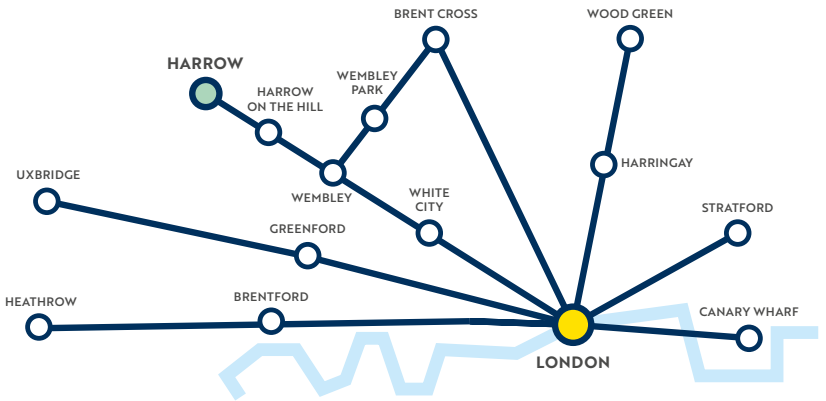 BRENT CROSS
WOOD GREEN
HARROW
WEMBLEY
PARK
HARROW
ON THE HILL
HARRINGAY
UXBRIDGE
WEMBLEY
WHITE
CITY
STRATFORD
GREENFORD
HEATHROW
BRENTFORD
CANARY WHARF
LONDON